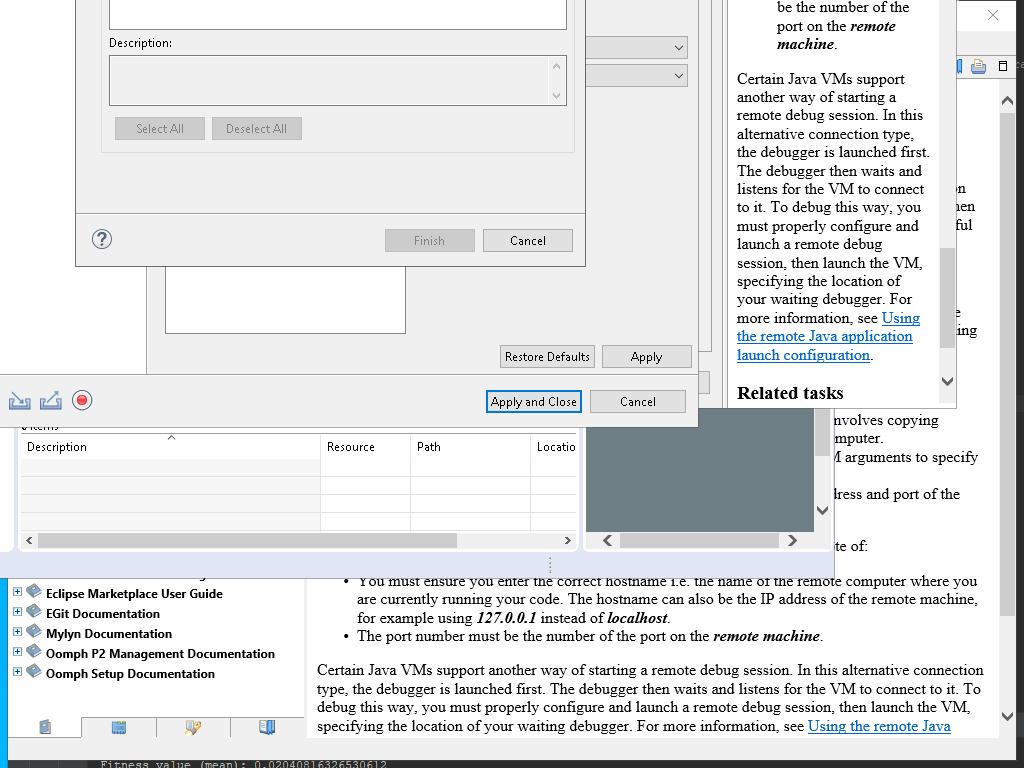 Description:
Select All
Deselect All
Finish
Cancel
Restore Defaults
Apply
Apply and Close
Cancel
be the number of the
port on the remote
machine.
Certain Java VMs support
another way of starting a
remote debug session. In this
alternative connection type,
the debugger is launched first.
The debugger then waits and
listens for the VM to connect
to it. To debug this way, you
must properly configure and
launch a remote debug
session, then launch the VM,
specifying the location of
your waiting debugger. For
more information, see Using
the remote Java application
launch configuration.
Related tasks
Description
Resource
Path
Locatio
nvolves copying
mputer.
M arguments to specify
dress and port of the
te of:
Eclipse Marketplace User Guide
EGit Documentation
Mylyn Documentation
Oomph P2 Management Documentation
Oomph Setup Documentation
• You must ensure you enter the correct hostname i.e. the name of the remote computer where you
are currently running your code. The hostname can also be the IP address of the remote machine,
for example using 127.0.0.1 instead of localhost.
• The port number must be the number of the port on the remote machine.
Certain Java VMs support another way of starting a remote debug session. In this alternative connection
type, the debugger is launched first. The debugger then waits and listens for the VM to connect to it. To
debug this way, you must properly configure and launch a remote debug session, then launch the VM,
specifying the location of your waiting debugger. For more information, see Using the remote Java
Fitness value (mean): 0.02040816326530612